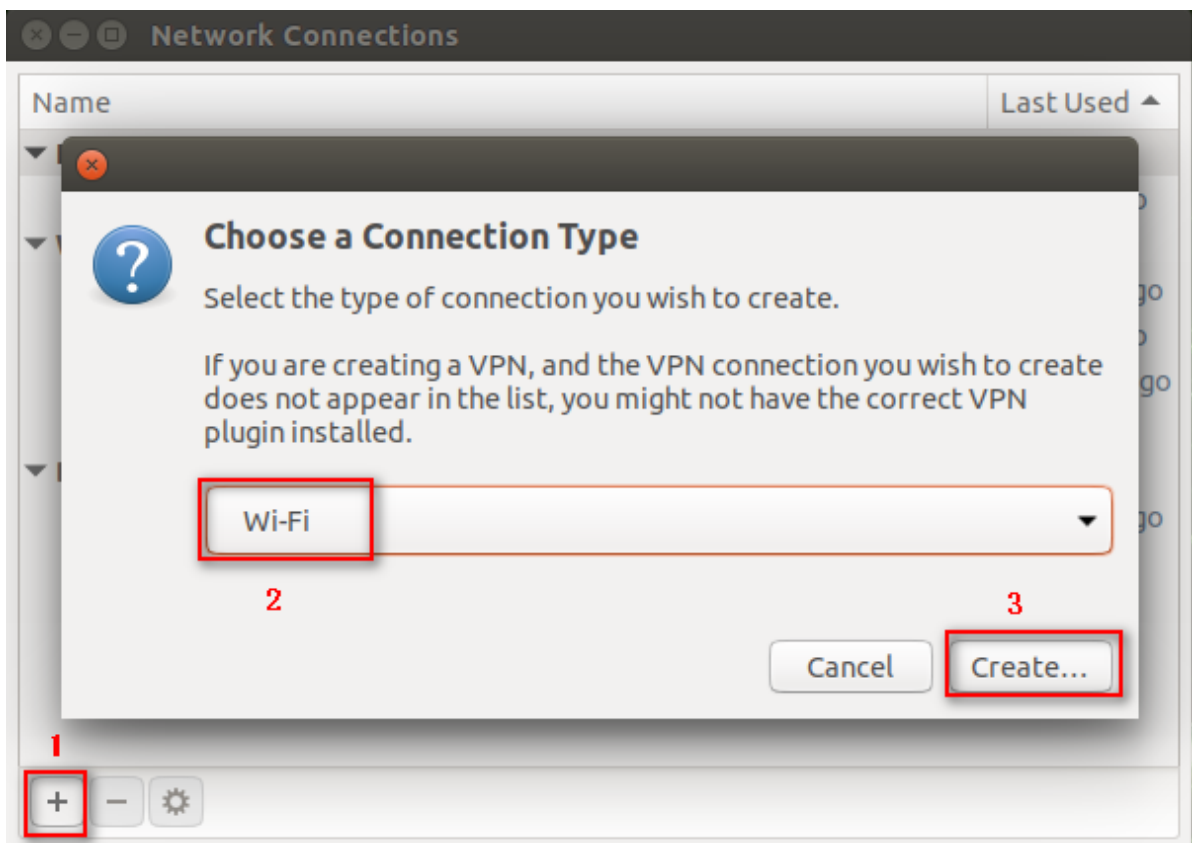 Network Connections
Name Last Used
Choose a Connection Type
Select the type of connection you wish to create.
If you are creating a VPN, and the VPN connection you wish to create
does not appear in the list, you might not have the correct VPN
plugin installed.
Wi-Fi
2
3
Cancel Create...
1